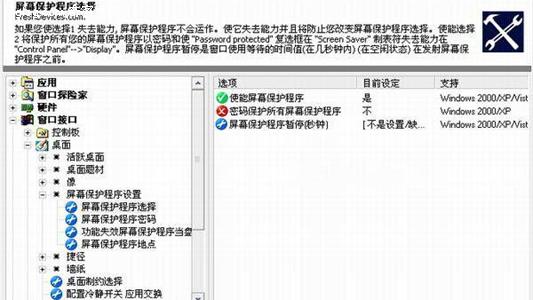 屏幕保护程序选择
FreshDevices.com
如果您使选择1 失去能力, 屏幕保护程序不会运作。使它失去能力并且将防止您改变屏幕保护程序选择。使能选择
2 将保护所有您的屏幕保护程序以密码和使 "Password protected" 复选框在 "Screen Saver" 制表符失去能力在
"Control Panel"-->"Display"。屏幕保护程序暂停是窗口使用等待的时间值(在几秒钟内) (在空闲状态) 在发射屏幕保
护程序之前。
应用
窗口探险家
硬件
窗口接口
控制板
桌面
活跃桌面
桌面题材
像
屏幕保护程序设置
屏幕保护程序选择
屏幕保护程序密码
功能失效屏幕保护程序当盘
屏幕保护程序地点
捷径
墙纸
桌面制约选择
配置冷静开关 应用交换
选项 目前设定 支持
使能屏幕保护程序 是 Windows 2000/XP/Vist
密码保护所有屏幕保护程序 不 Windows 2000/XP/Vist
屏幕保护程序暂停(秒钟) [不是设置/缺... Windows 2000/XP/Vist